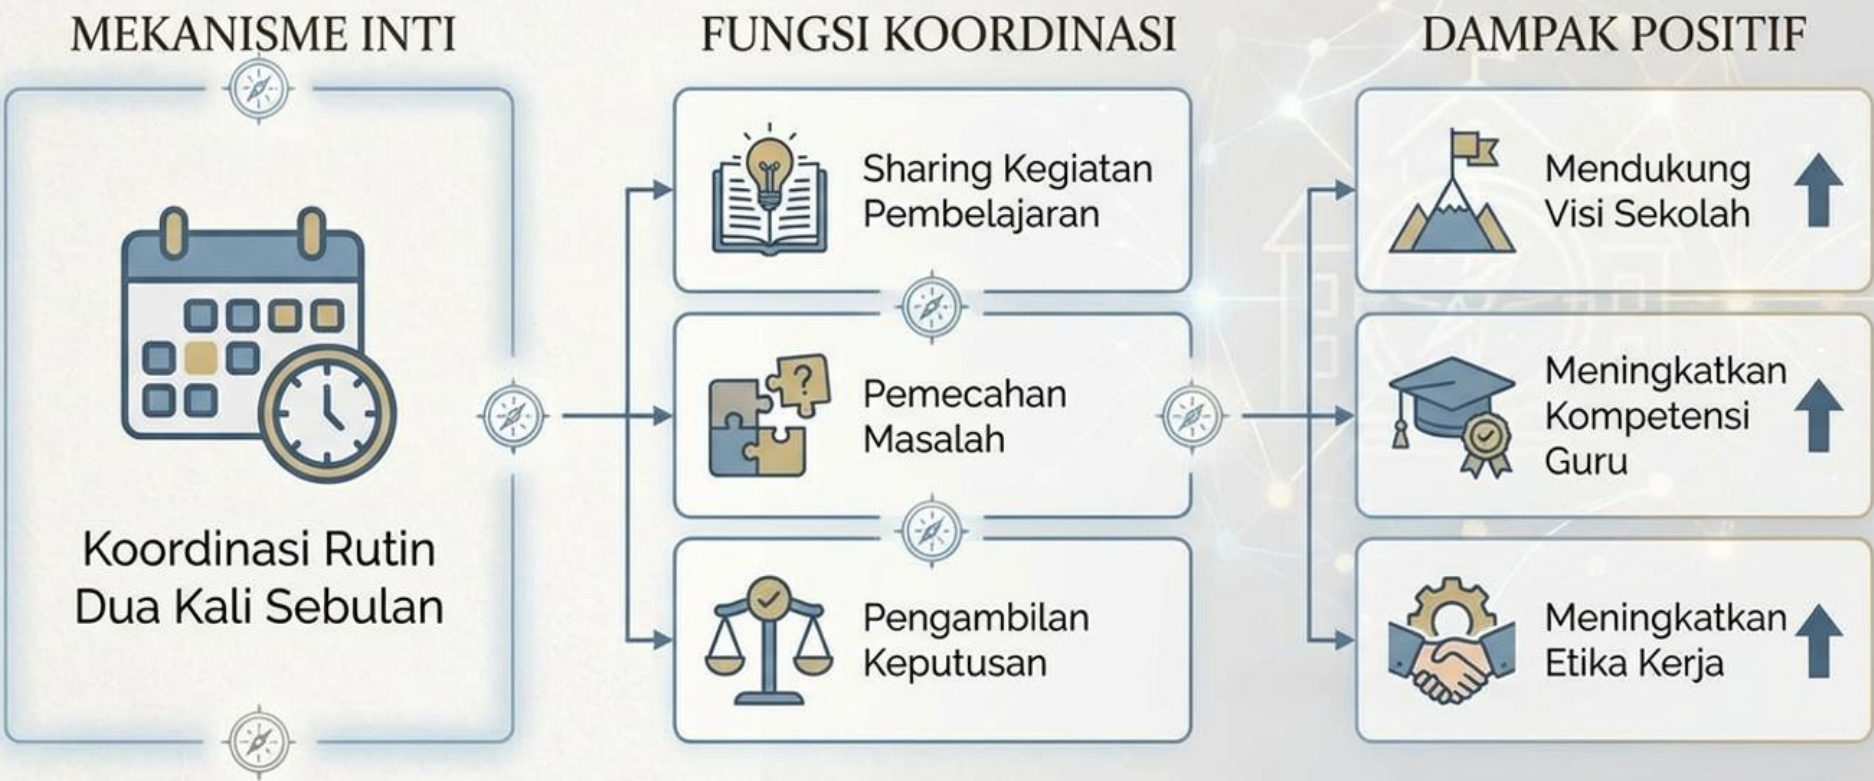 MEKANISME INTI
Koordinasi Rutin
Dua Kali Sebulan
FUNGSI KOORDINASI
Sharing Kegiatan
Pembelajaran
?
Pemecahan
Masalah
Pengambilan
Keputusan
DAMPAK POSITIF
Mendukung
Visi Sekolah
Meningkatkan
Kompetensi
Guru
Meningkatkan
Etika Kerja